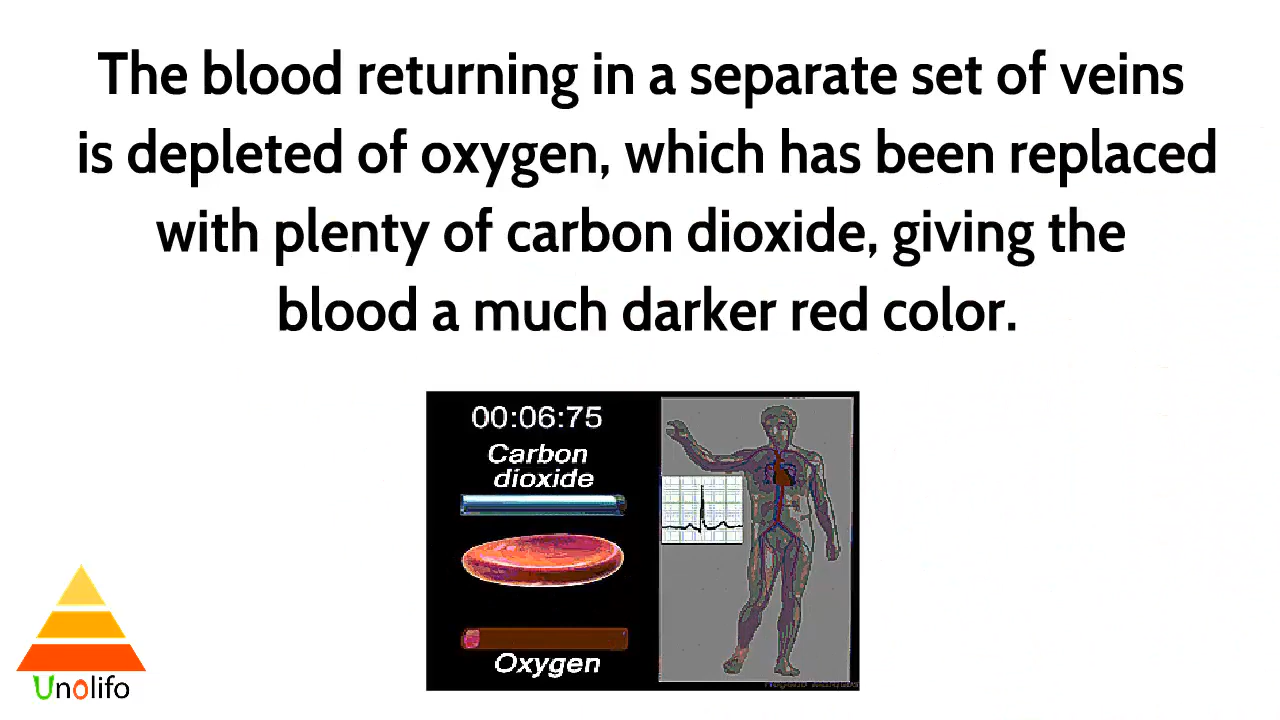 The blood returning in a separate set of veins
is depleted of oxygen, which has been replaced
with plenty of carbon dioxide, giving the
blood a much darker red color.
00:06:75
Carbon
dioxide
Oxygen
Unolifo